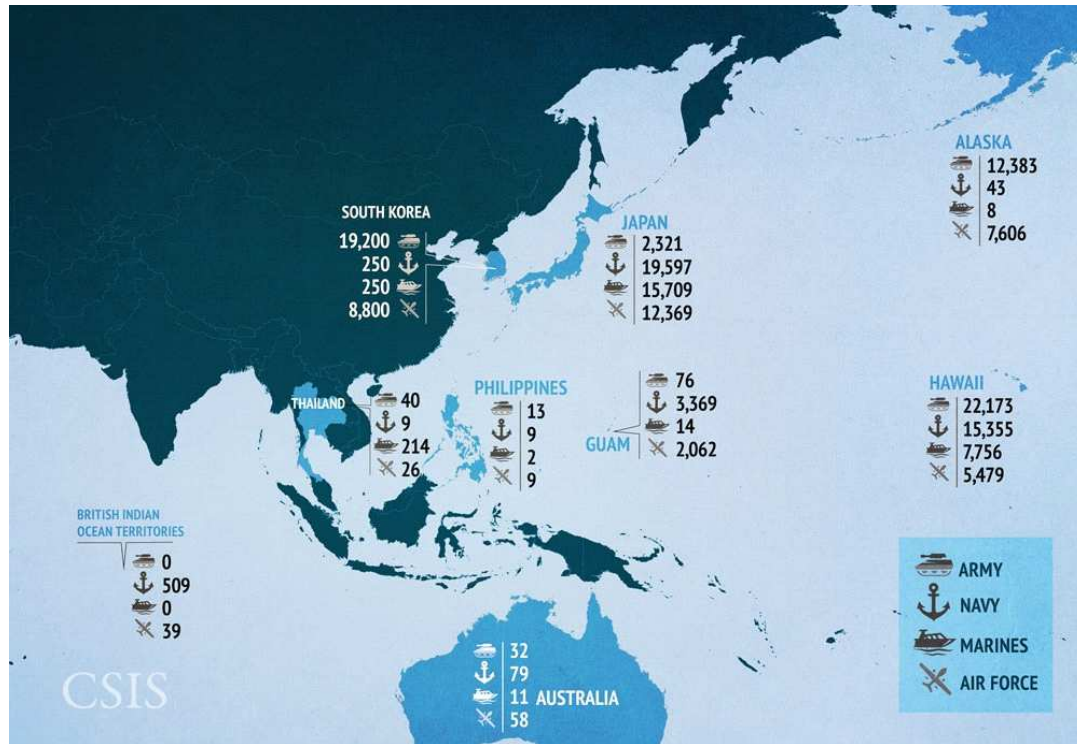 ALASKA
12,383
43
8
7,606
SOUTH KOREA
19,200
250
250
8,800
JAPAN
2,321
19,597
15,709
12,369
THAILAND
40
9
214
26
PHILIPPINES
13
9
2
9
GUAM
76
3,369
14
2,062
HAWAII
22,173
15,355
7,756
5,479
BRITISH INDIAN
OCEAN TERRITORIES
0
509
0
39
AUSTRALIA
32
79
11
58
ARMY
NAVY
MARINES
AIR FORCE
CSIS